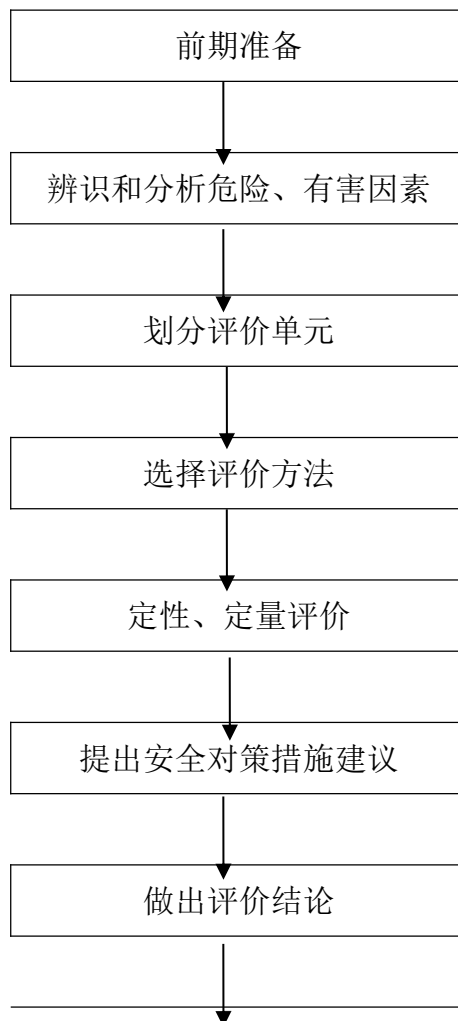 前期准备
辨识和分析危险、有害因素
划分评价单元
选择评价方法
定性、定量评价
提出安全对策措施建议
做出评价结论